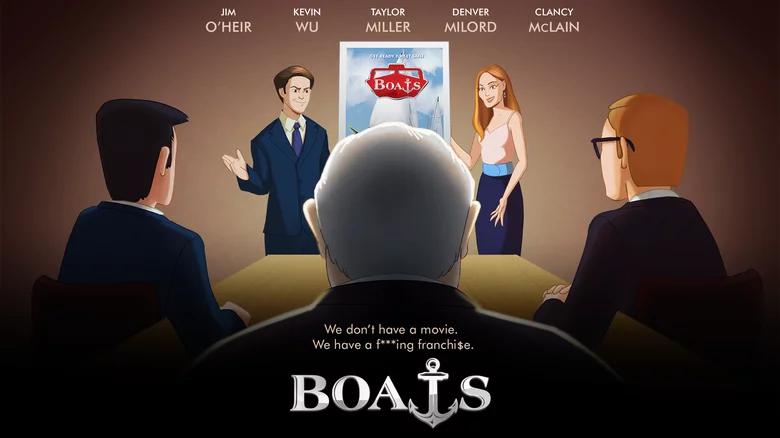 JIM
O'HEIR
KEVIN
WU
TAYLOR
MILLER
DENVER
MILORD
CLANCY
McLAIN
BOATS
We don't have a movie.
We have a f***ing franchi$e.
BOATS